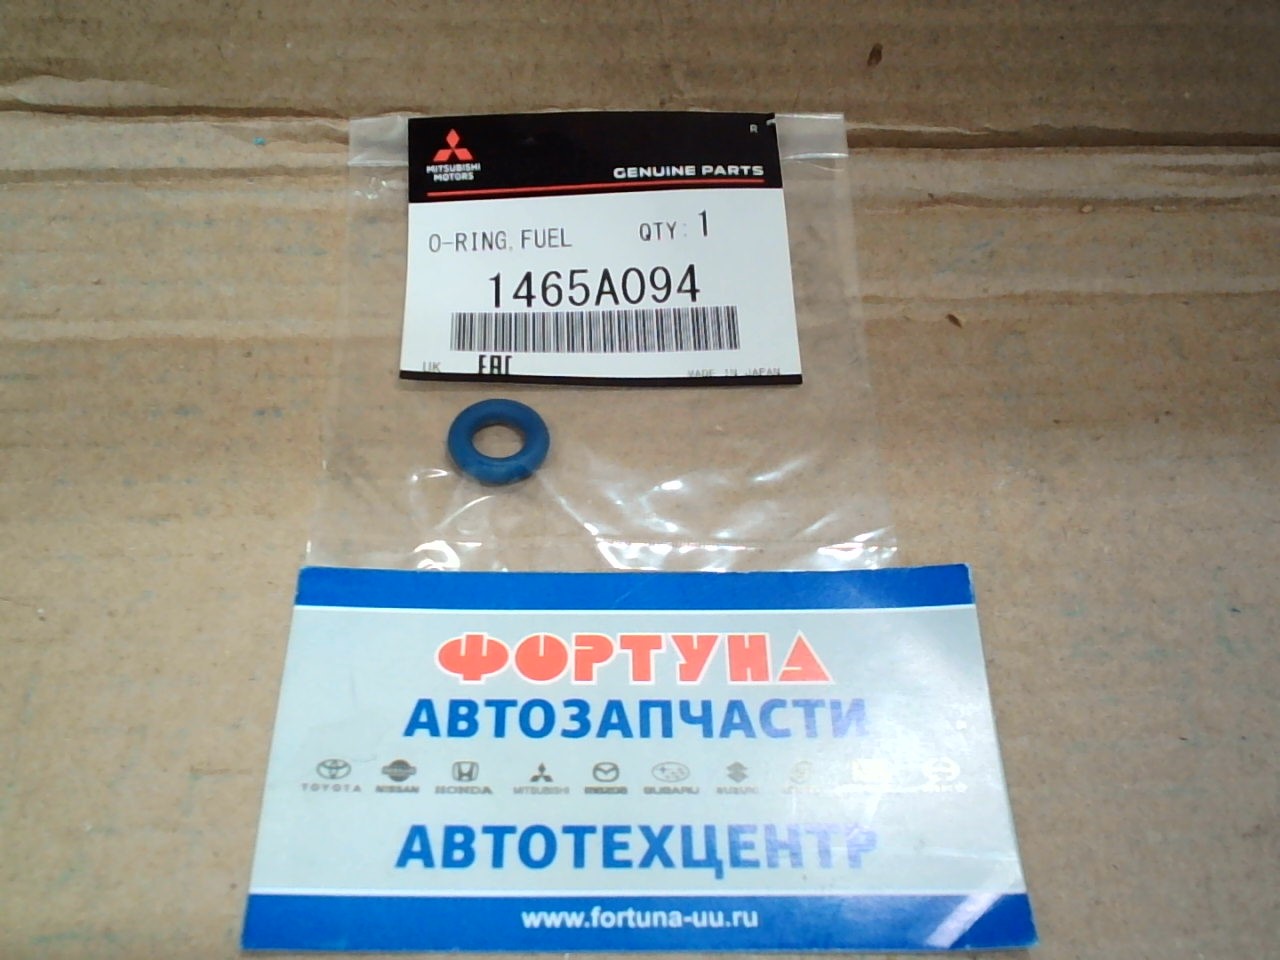 R
MITSUBISHI
MOTORS
GENUINE PARTS
O-RING, FUEL QTY: 1
1465A094
UK EAC MADE IN JAPAN
ФОРТУНА
АВТОЗАПЧАСТИ
TOYOTA NISSAN HONDA MITSUBISHI mazda SUBARU SUZUKI
АВТОТЕХЦЕНТР
www.fortuna-uu.ru